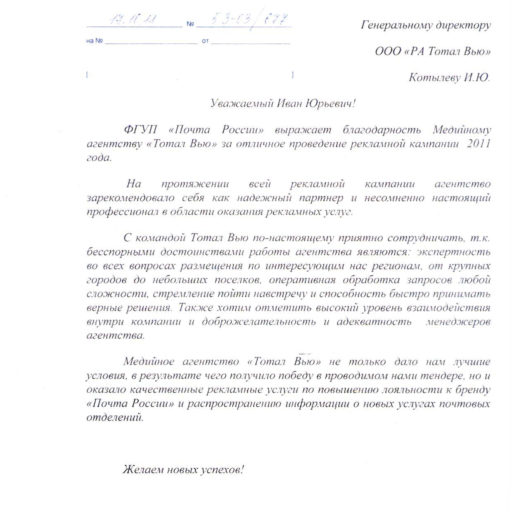 17.11.11 № 5.3-03/677
на № от
Генеральному директору
ООО «РА Тотал Вью»
Котылеву И.Ю.
Уважаемый Иван Юрьевич!
ФГУП «Почта России» выражает благодарность Медийному
агентству «Тотал Вью» за отличное проведение рекламной кампании 2011
года.
На протяжении всей рекламной кампании агентство
зарекомендовало себя как надежный партнер и несомненно настоящий
профессионал в области оказания рекламных услуг.
С командой Тотал Вью по-настоящему приятно сотрудничать, т.к.
бесспорными достоинствами работы агентства являются: экспертность
во всех вопросах размещения по интересующим нас регионам, от крупных
городов до небольших поселков, оперативная обработка запросов любой
сложности, стремление пойти навстречу и способность быстро принимать
верные решения. Также хотим отметить высокий уровень взаимодействия
внутри компании и доброжелательность и адекватность менеджеров
агентства.
Медийное агентство «Тотал Вью» не только дало нам лучшие
условия, в результате чего получило победу в проводимом нами тендере, но и
оказало качественные рекламные услуги по повышению лояльности к бренду
«Почта России» и распространению информации о новых услугах почтовых
отделений.
Желаем новых успехов!